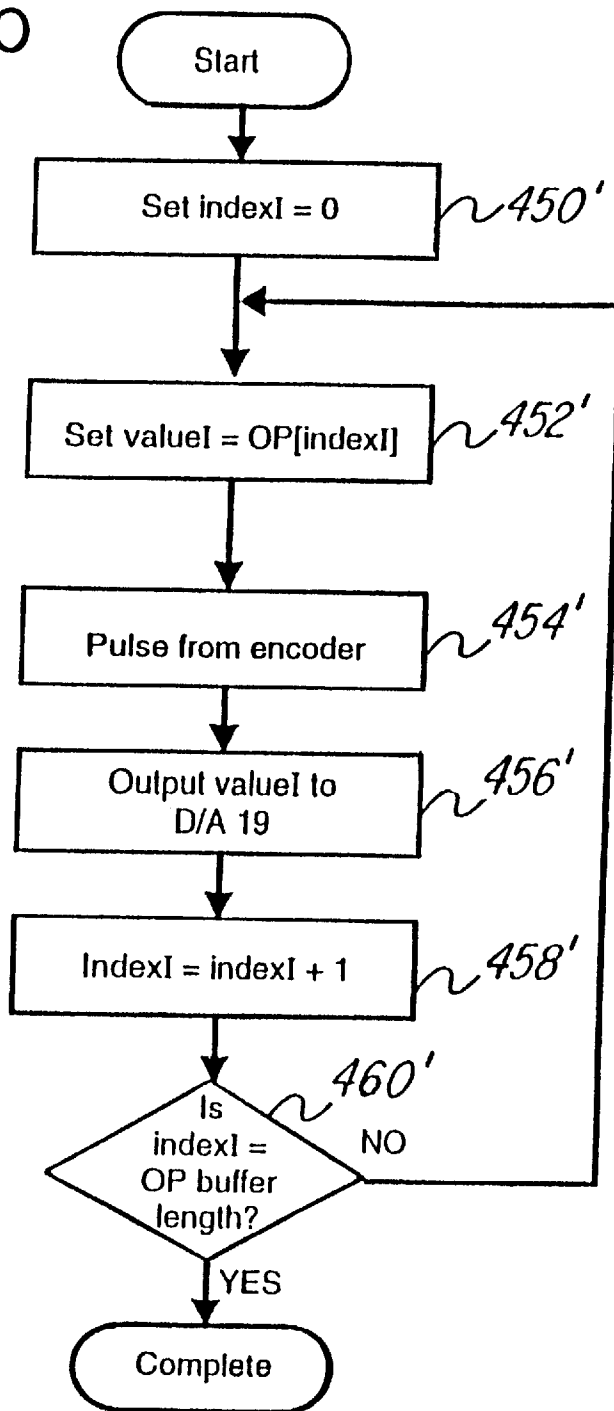 Start
Set indexI = 0
450'
Set valueI = OP[indexI]
452'
Pulse from encoder
454'
Output valueI to
D/A 19
456'
IndexI = indexI + 1
458'
460'
Is
indexI =
OP buffer
length?
NO
YES
Complete